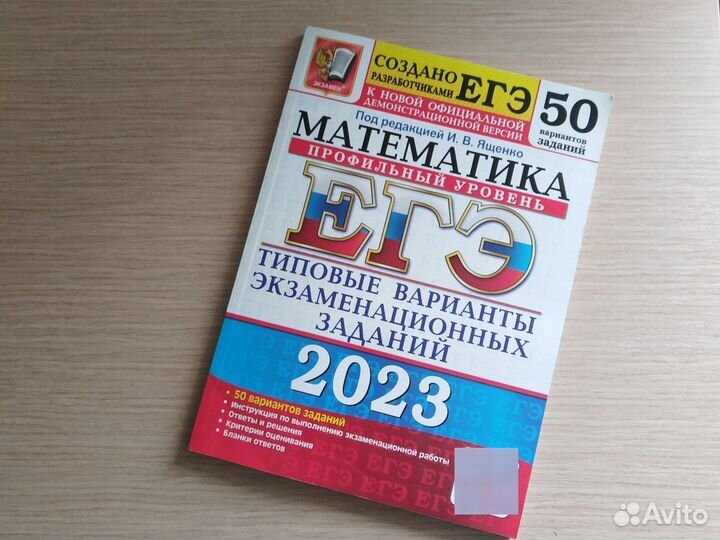 ЭКЗАМЕН®
СОЗДАНО
РАЗРАБОТЧИКАМИ ЕГЭ
К НОВОЙ ОФИЦИАЛЬНОЙ
ДЕМОНСТРАЦИОННОЙ ВЕРСИИ
50
вариантов
заданий
Под редакцией И. В. Ященко
МАТЕМАТИКА
ПРОФИЛЬНЫЙ УРОВЕНЬ
ЕГЭ
ТИПОВЫЕ ВАРИАНТЫ
ЭКЗАМЕНАЦИОННЫХ
ЗАДАНИЙ
2023
• 50 вариантов заданий
• Инструкция по выполнению экзаменационной работы
• Ответы и решения
• Критерии оценивания
• Бланки ответов
Avito